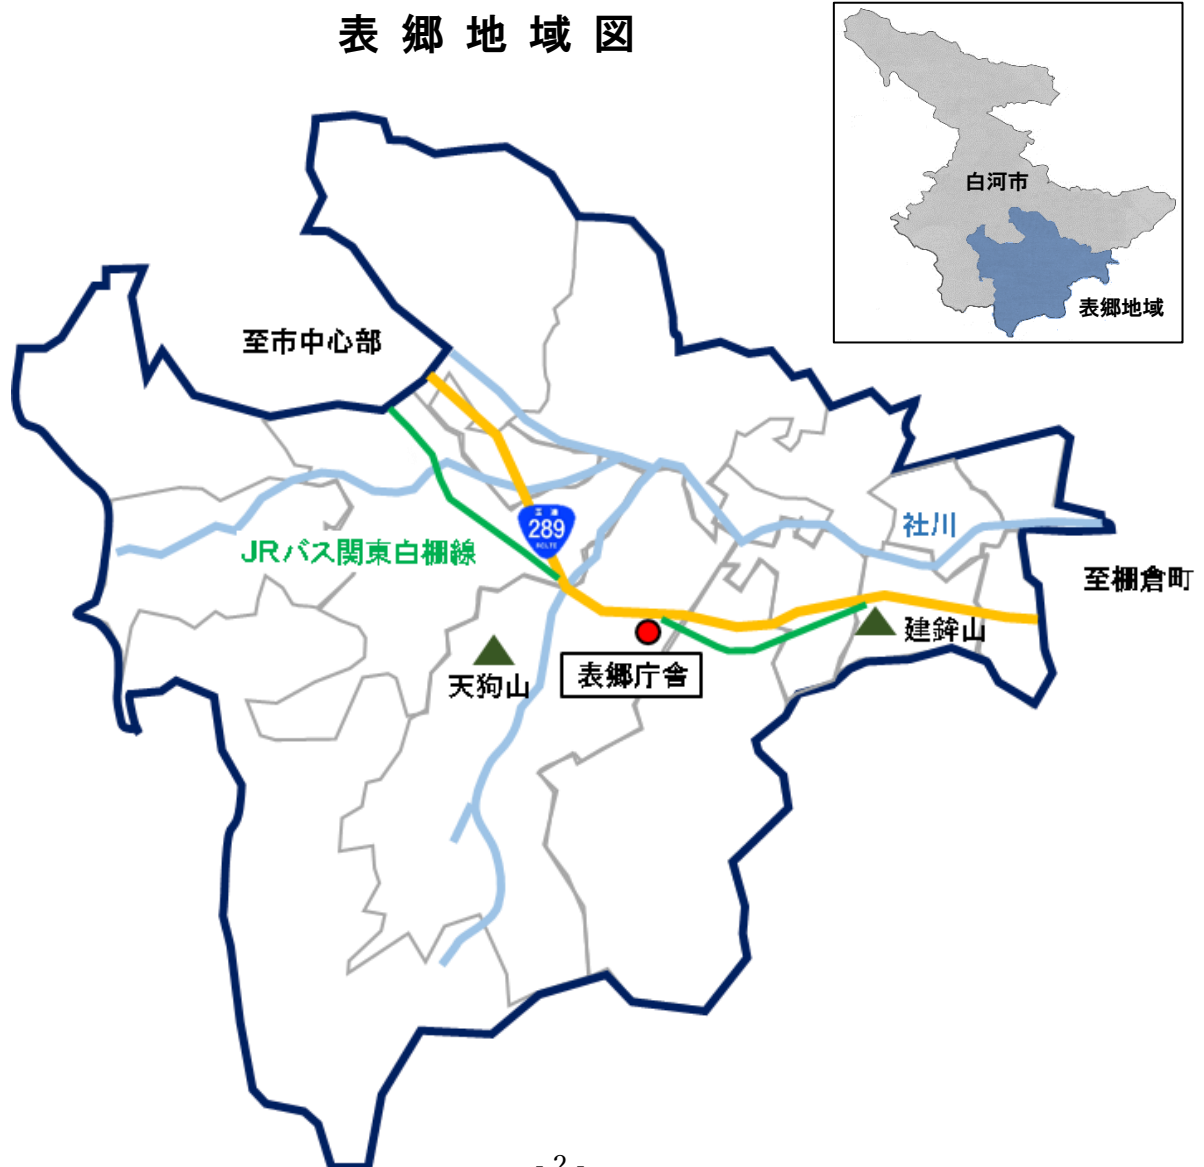 表郷地域図
白河市
表郷地域
至市中心部
289
社川
JRバス関東白棚線
至棚倉町
建鉾山
天狗山
表郷庁舎
- 2 -